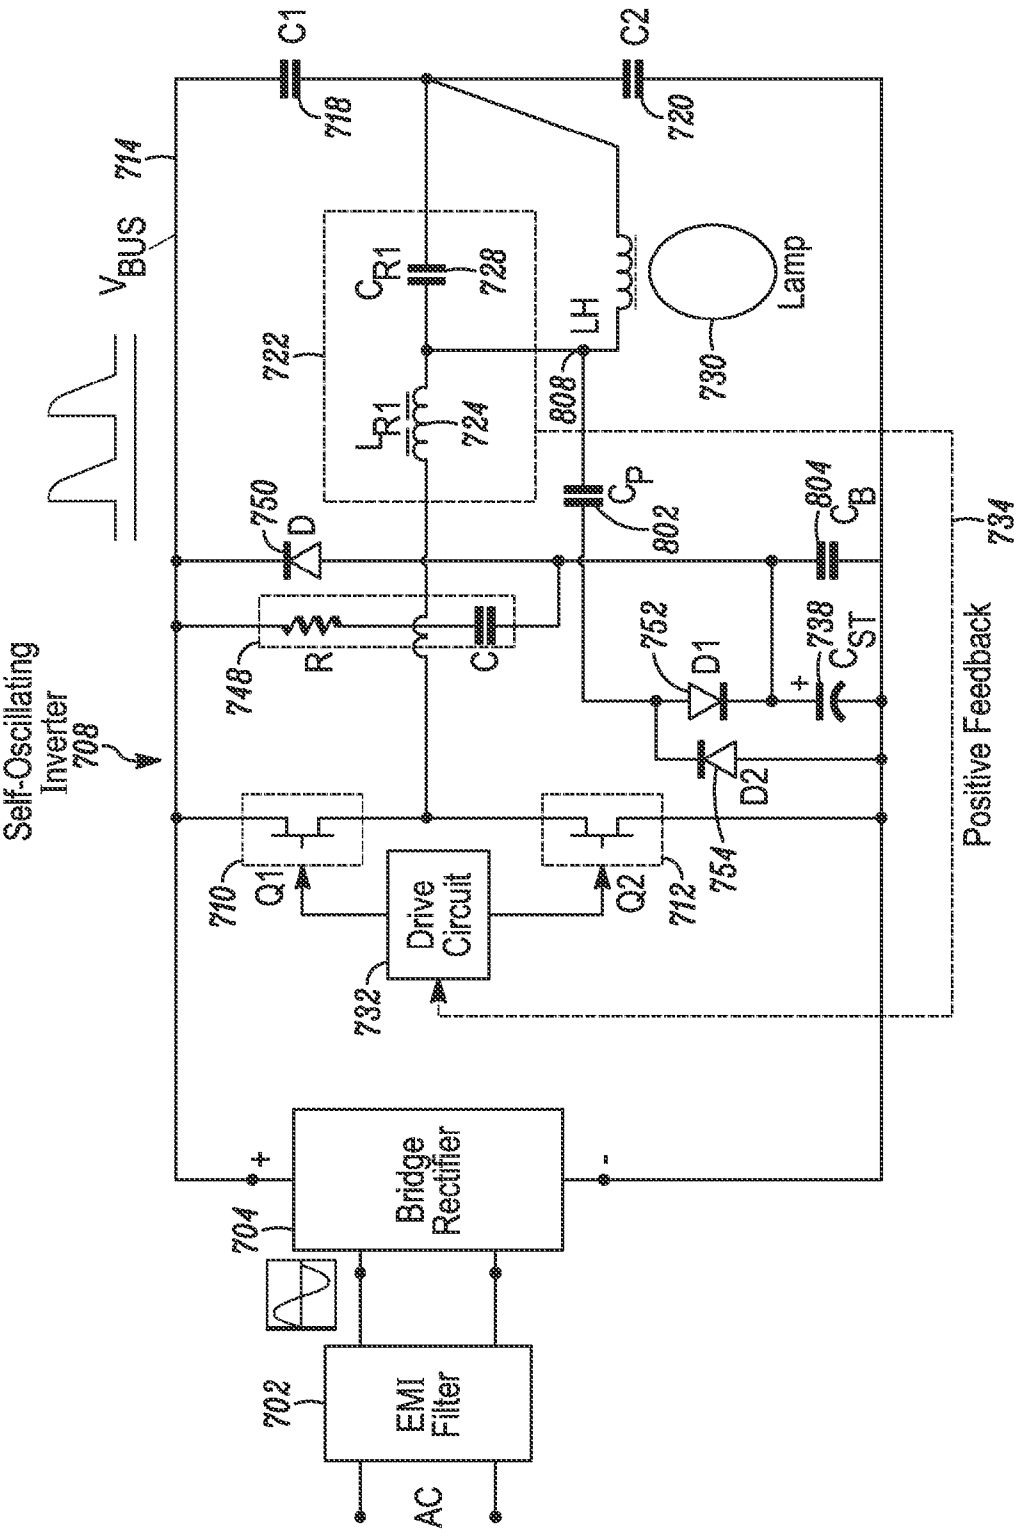 Self-Oscillating
Inverter
708
V
BUS
714
C1
718
C2
720
722
C
R1
728
L
R1
724
LH
808
730
Lamp
750
D
748
R
C
C
P
802
752
D1
D2
754
+
738
C
ST
804
C
B
710
Q1
Q2
712
Drive
Circuit
732
Positive Feedback
734
Bridge
Rectifier
704
+
-
EMI
Filter
702
AC